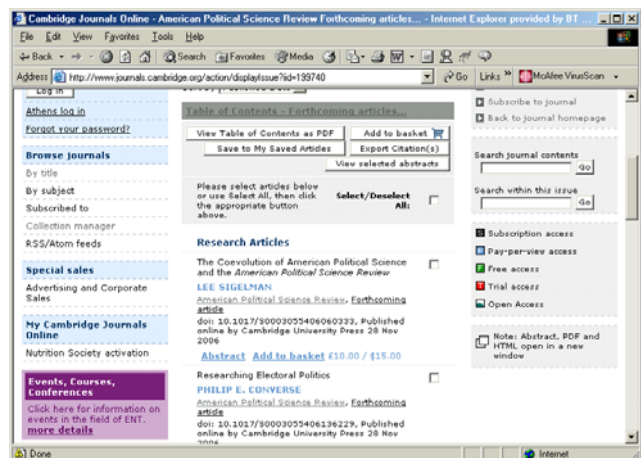 Cambridge Journals Online - American Political Science Review Forthcoming articles... - Internet Explorer provided by BT ...
File Edit View Favorites Tools Help
Back Search Favorites Media
Address http://www.journals.cambridge.org/action/displayIssue?id=199740 Go Links » McAfee VirusScan
Log in
Athens log in
Forgot your password?
Browse journals
By title
By subject
Subscribed to
Collection manager
RSS/Atom feeds
Special sales
Advertising and Corporate
Sales
My Cambridge Journals
Online
Nutrition Society activation
Events, Courses,
Conferences
Click here for information on
events in the field of ENT.
more details
Table of Contents - Forthcoming articles...
View Table of Contents as PDF Add to basket
Save to My Saved Articles Export Citation(s)
View selected abstracts
Please select articles below
or use Select All, then click
the appropriate button
above.
Select/Deselect
All:
Research Articles
The Coevolution of American Political Science
and the American Political Science Review
LEE SIGELMAN
American Political Science Review, Forthcoming
article
doi: 10.1017/S0003055406060333, Published
online by Cambridge University Press 28 Nov
2006
Abstract Add to basket £10.00 / $15.00
Researching Electoral Politics
PHILIP E. CONVERSE
American Political Science Review, Forthcoming
article
doi: 10.1017/S0003055406136229, Published
online by Cambridge University Press 28 Nov
2006
Subscribe to journal
Back to journal homepage
Search journal contents
Go
Search within this issue
Go
S Subscription access
P Pay-per-view access
F Free access
T Trial access
Open Access
Note: Abstract, PDF and
HTML open in a new
window
Done Internet